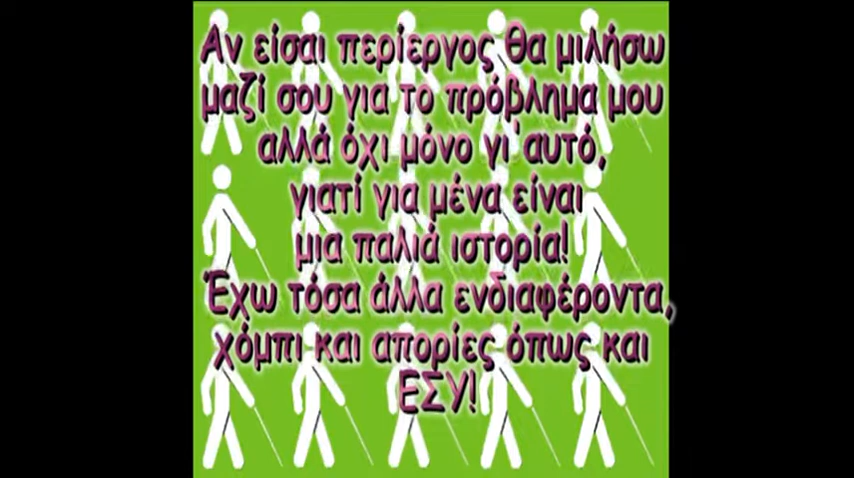 Αν είσαι περίεργος θα μιλήσω
μαζί σου για το πρόβλημα μου
αλλά όχι μόνο γι'αυτό,
γιατί για μένα είναι
μια παλιά ιστορία!
Έχω τόσα άλλα ενδιαφέροντα,
χόμπι και απορίες όπως και
ΕΣΥ!